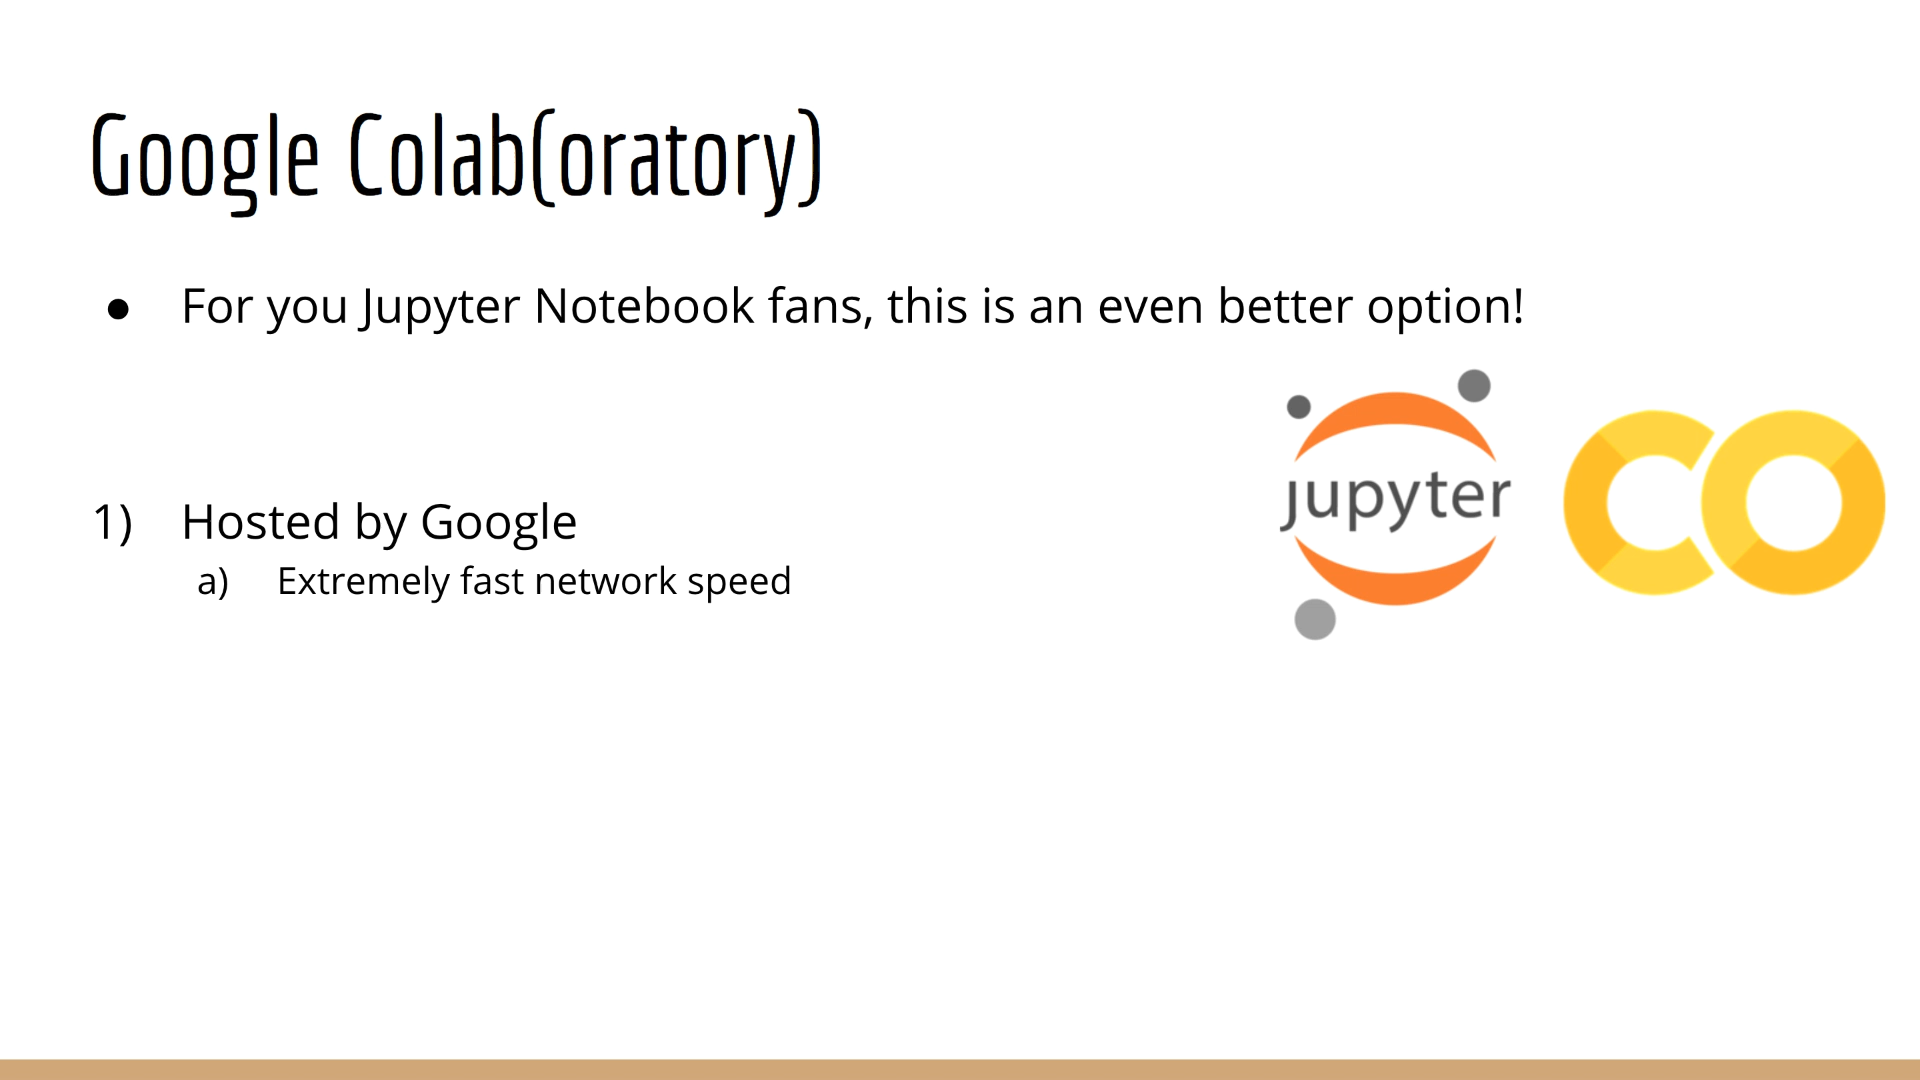 Google Colab(oratory)
● For you Jupyter Notebook fans, this is an even better option!
jupyter
CO
1) Hosted by Google
a) Extremely fast network speed